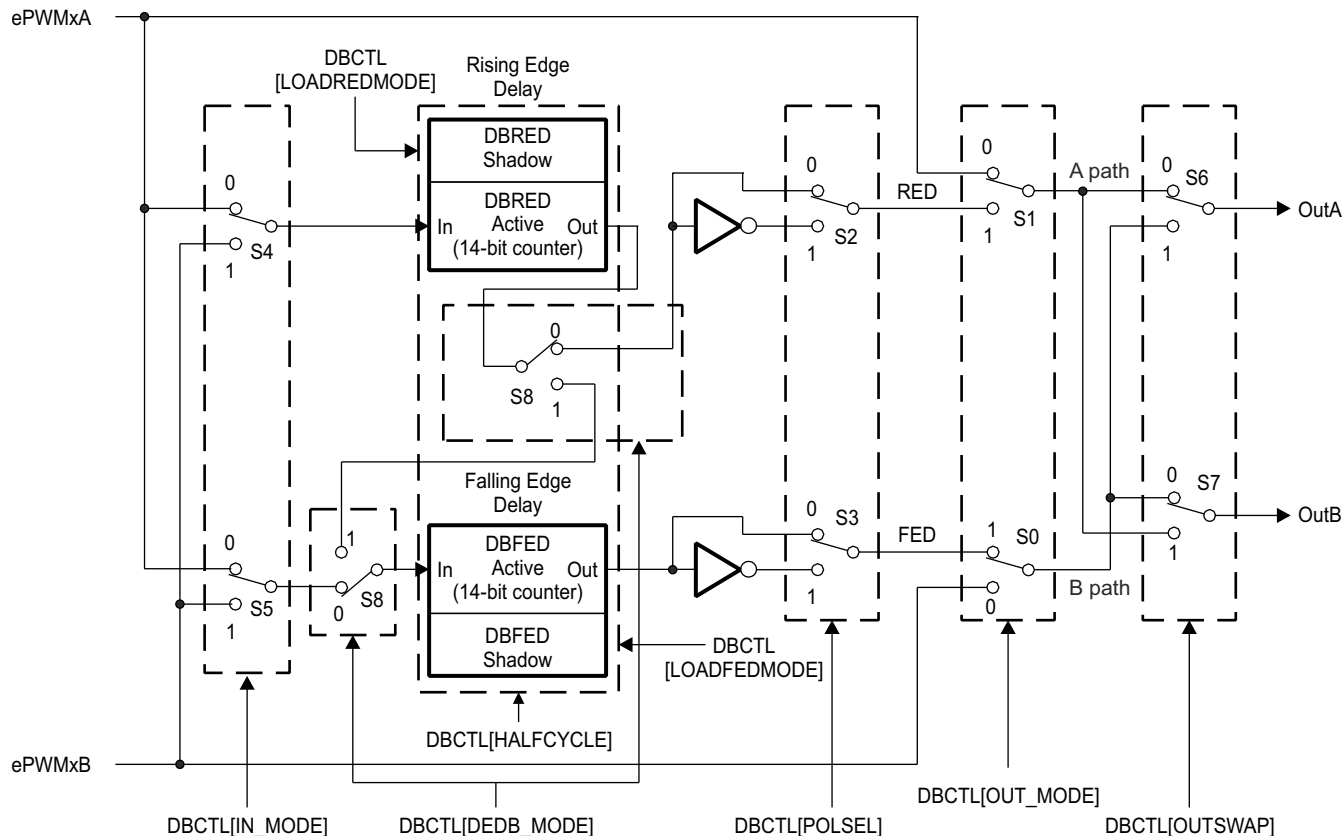 ePWMxA
DBCTL
[LOADREDMODE]
Rising Edge
Delay
DBRED
Shadow
DBRED
Active
(14-bit counter)
In
Out
0
S4
1
0
S2
1
RED
0
S1
1
A path
0
S6
1
OutA
0
S8
1
Falling Edge
Delay
0
S5
1
1
S8
0
DBFED
Active
(14-bit counter)
In
Out
DBFED
Shadow
0
S3
1
FED
1
S0
0
B path
0
S7
1
OutB
DBCTL
[LOADFEDMODE]
DBCTL[HALFCYCLE]
ePWMxB
DBCTL[IN_MODE]
DBCTL[DEDB_MODE]
DBCTL[POLSEL]
DBCTL[OUT_MODE]
DBCTL[OUTSWAP]